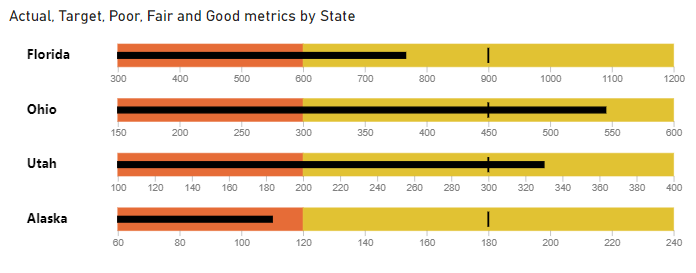 Actual, Target, Poor, Fair and Good metrics by State
Florida
300 400 500 600 700 800 900 1000 1100 1200
Ohio
150 200 250 300 350 400 450 500 550 600
Utah
100 120 140 160 180 200 220 240 260 280 300 320 340 360 380 400
Alaska
60 80 100 120 140 160 180 200 220 240